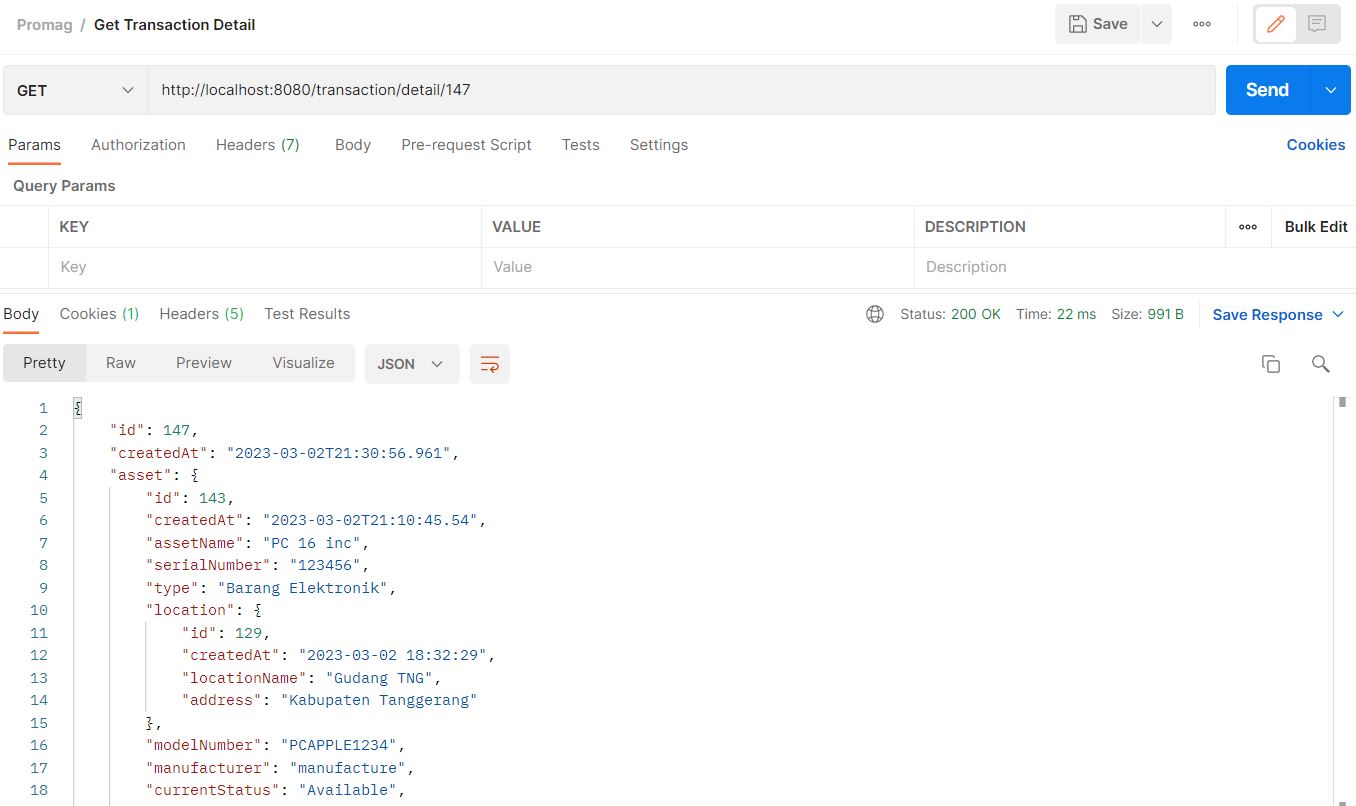 Promag / Get Transaction Detail
Save
GET http://localhost:8080/transaction/detail/147 Send
Params Authorization Headers (7) Body Pre-request Script Tests Settings Cookies
Query Params
KEY VALUE DESCRIPTION Bulk Edit
Key Value Description
Body Cookies (1) Headers (5) Test Results Status: 200 OK Time: 22 ms Size: 991 B Save Response
Pretty Raw Preview Visualize JSON
1 {
2 "id": 147,
3 "createdAt": "2023-03-02T21:30:56.961",
4 "asset": {
5 "id": 143,
6 "createdAt": "2023-03-02T21:10:45.54",
7 "assetName": "PC 16 inc",
8 "serialNumber": "123456",
9 "type": "Barang Elektronik",
10 "location": {
11 "id": 129,
12 "createdAt": "2023-03-02 18:32:29",
13 "locationName": "Gudang TNG",
14 "address": "Kabupaten Tanggerang"
15 },
16 "modelNumber": "PCAPPLE1234",
17 "manufacturer": "manufacture",
18 "currentStatus": "Available",